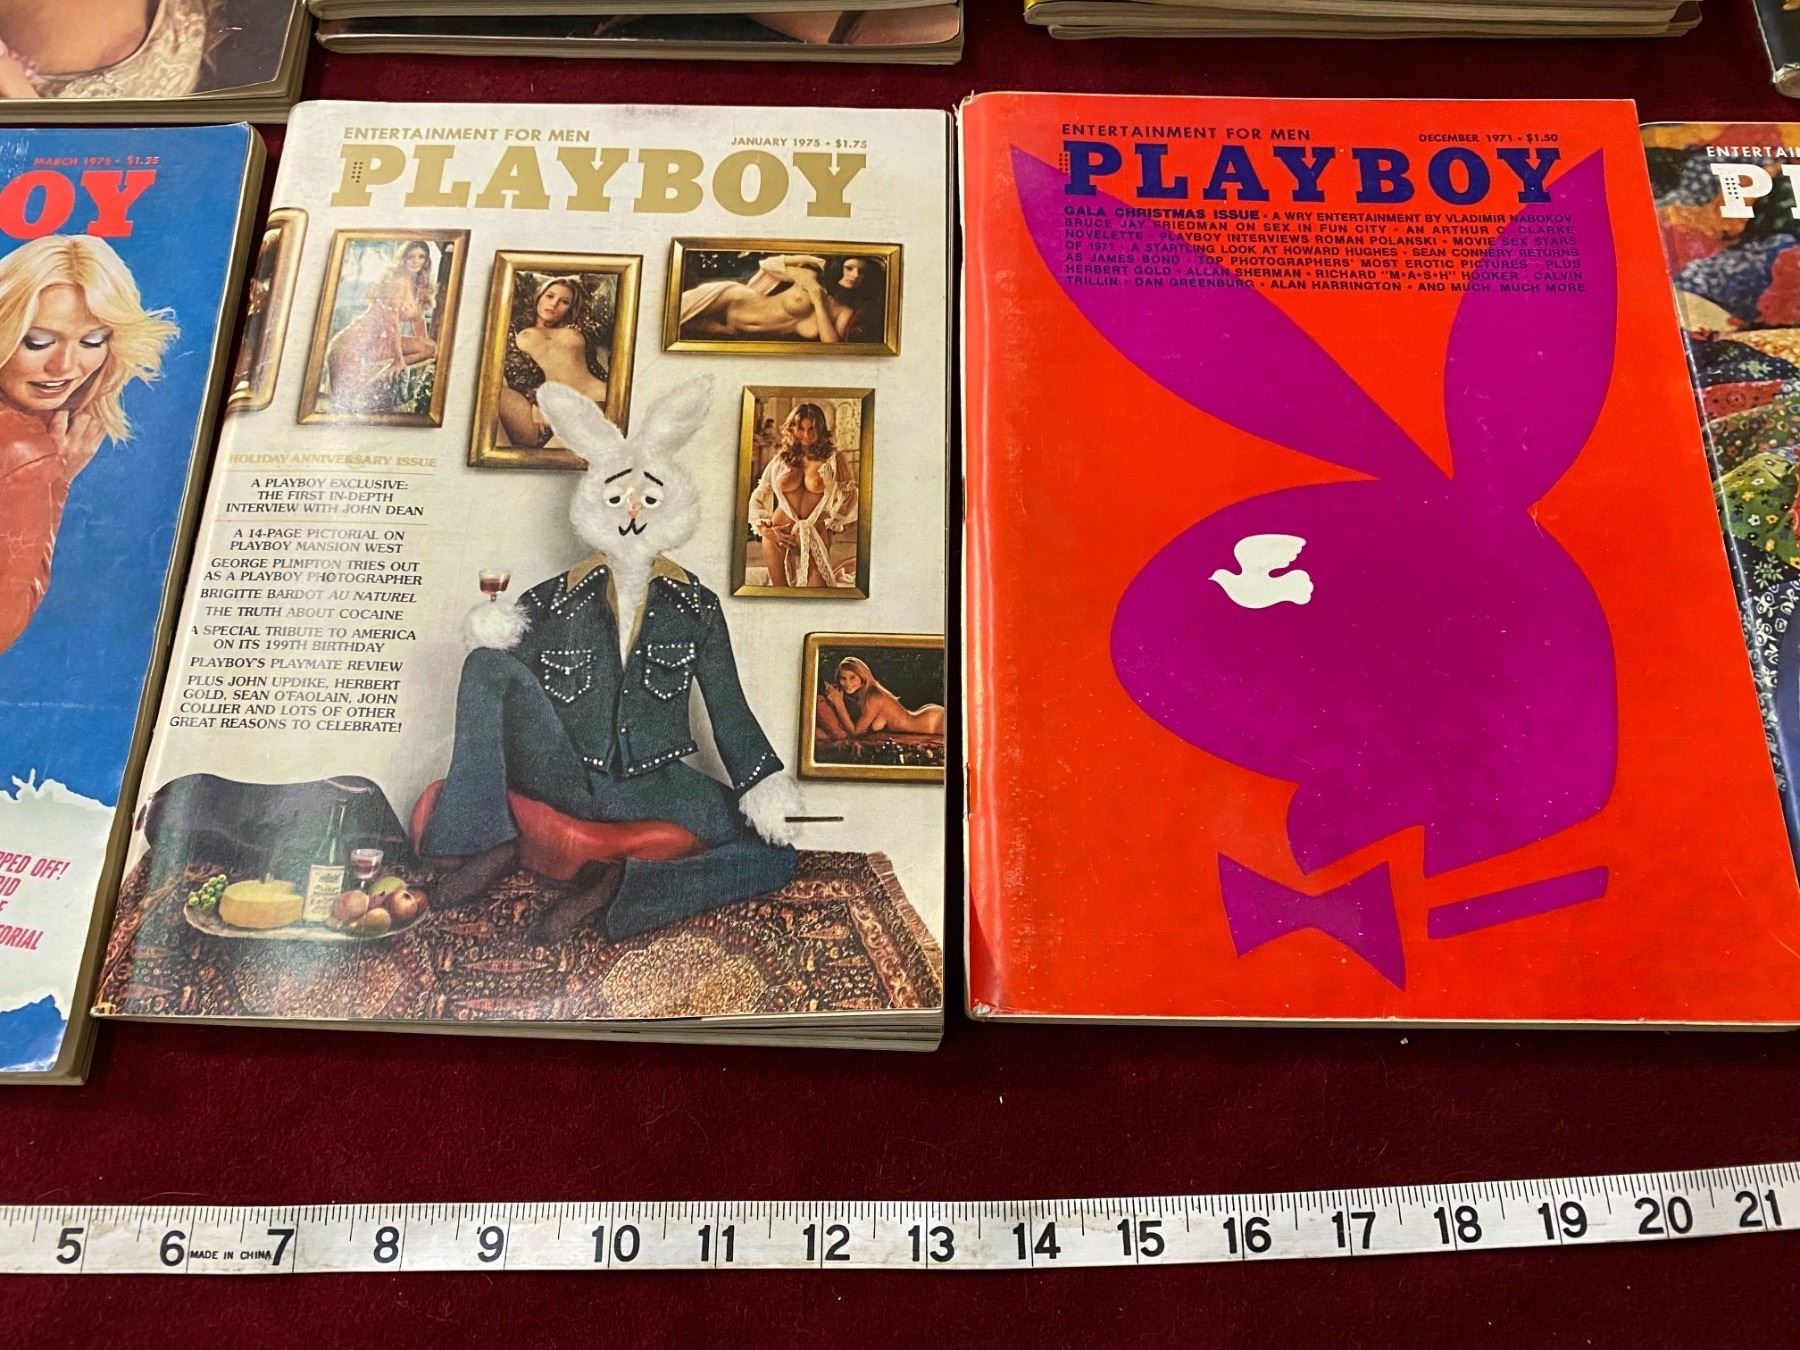 MARCH 1975 • $1.25
OY
PPED OFF!
ORIAL
ENTERTAINMENT FOR MEN
JANUARY 1975 • $1.75
PLAYBOY
HOLIDAY ANNIVERSARY ISSUE
A PLAYBOY EXCLUSIVE:
THE FIRST IN-DEPTH
INTERVIEW WITH JOHN DEAN
A 14-PAGE PICTORIAL ON
PLAYBOY MANSION WEST
GEORGE PLIMPTON TRIES OUT
AS A PLAYBOY PHOTOGRAPHER
BRIGITTE BARDOT AU NATUREL
THE TRUTH ABOUT COCAINE
A SPECIAL TRIBUTE TO AMERICA
ON ITS 199TH BIRTHDAY
PLAYBOY'S PLAYMATE REVIEW
PLUS JOHN UPDIKE, HERBERT
GOLD, SEAN O'FAOLAIN, JOHN
COLLIER AND LOTS OF OTHER
GREAT REASONS TO CELEBRATE!
ENTERTAINMENT FOR MEN
DECEMBER 1971 • $1.50
PLAYBOY
GALA CHRISTMAS ISSUE • A WRY ENTERTAINMENT BY VLADIMIR NABOKOV
BRUCE JAY FRIEDMAN ON SEX IN FUN CITY • AN ARTHUR C. CLARKE
NOVELETTE • PLAYBOY INTERVIEWS ROMAN POLANSKI • MOVIE SEX STARS
OF 1971 • A STARTLING LOOK AT HOWARD HUGHES • SEAN CONNERY RETURNS
AS JAMES BOND • TOP PHOTOGRAPHERS' MOST EROTIC PICTURES • PLUS
HERBERT GOLD • ALLAN SHERMAN • RICHARD "M*A*S*H" HOOKER • CALVIN
TRILLIN • DAN GREENBURG • ALAN HARRINGTON • AND MUCH, MUCH MORE
ENTERTAI
P
5 6 MADE IN CHINA 7 8 9 10 11 12 13 14 15 16 17 18 19 20 21